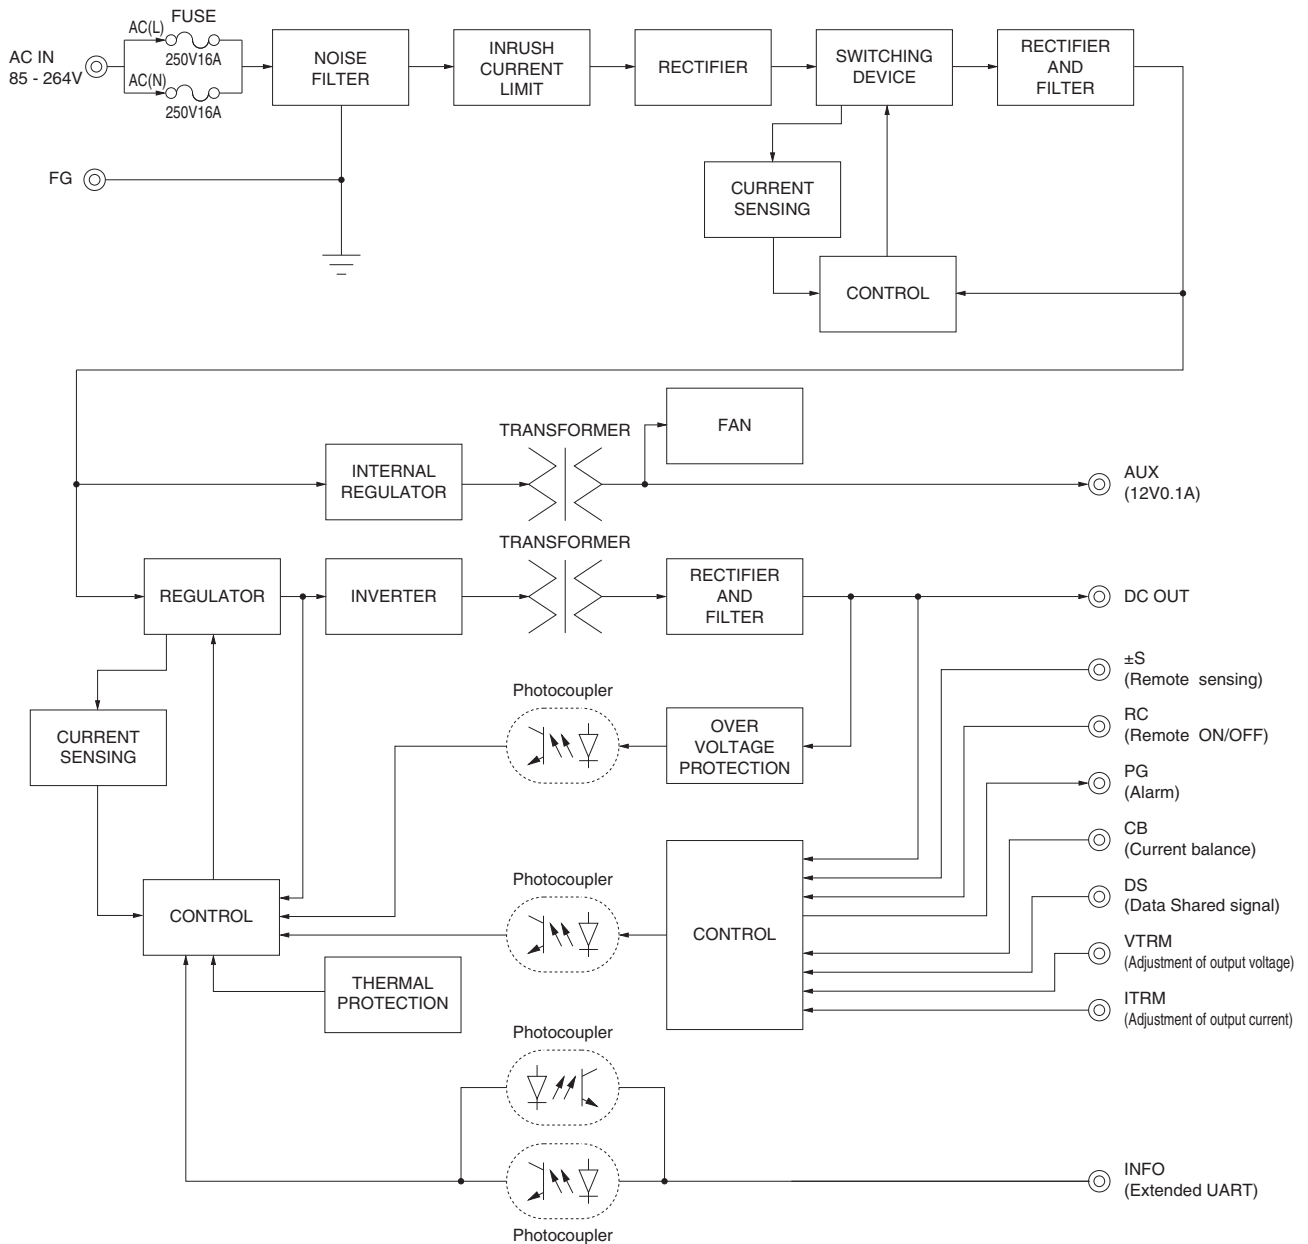 FUSE
AC(L)
250V16A
AC IN
85 - 264V
AC(N)
250V16A
NOISE
FILTER
INRUSH
CURRENT
LIMIT
RECTIFIER
SWITCHING
DEVICE
RECTIFIER
AND
FILTER
FG
CURRENT
SENSING
CONTROL
TRANSFORMER
FAN
INTERNAL
REGULATOR
AUX
(12V0.1A)
TRANSFORMER
REGULATOR
INVERTER
RECTIFIER
AND
FILTER
DC OUT
±S
(Remote sensing)
Photocoupler
CURRENT
SENSING
OVER
VOLTAGE
PROTECTION
RC
(Remote ON/OFF)
PG
(Alarm)
CB
(Current balance)
Photocoupler
CONTROL
CONTROL
DS
(Data Shared signal)
VTRM
(Adjustment of output voltage)
THERMAL
PROTECTION
ITRM
(Adjustment of output current)
Photocoupler
INFO
(Extended UART)
Photocoupler